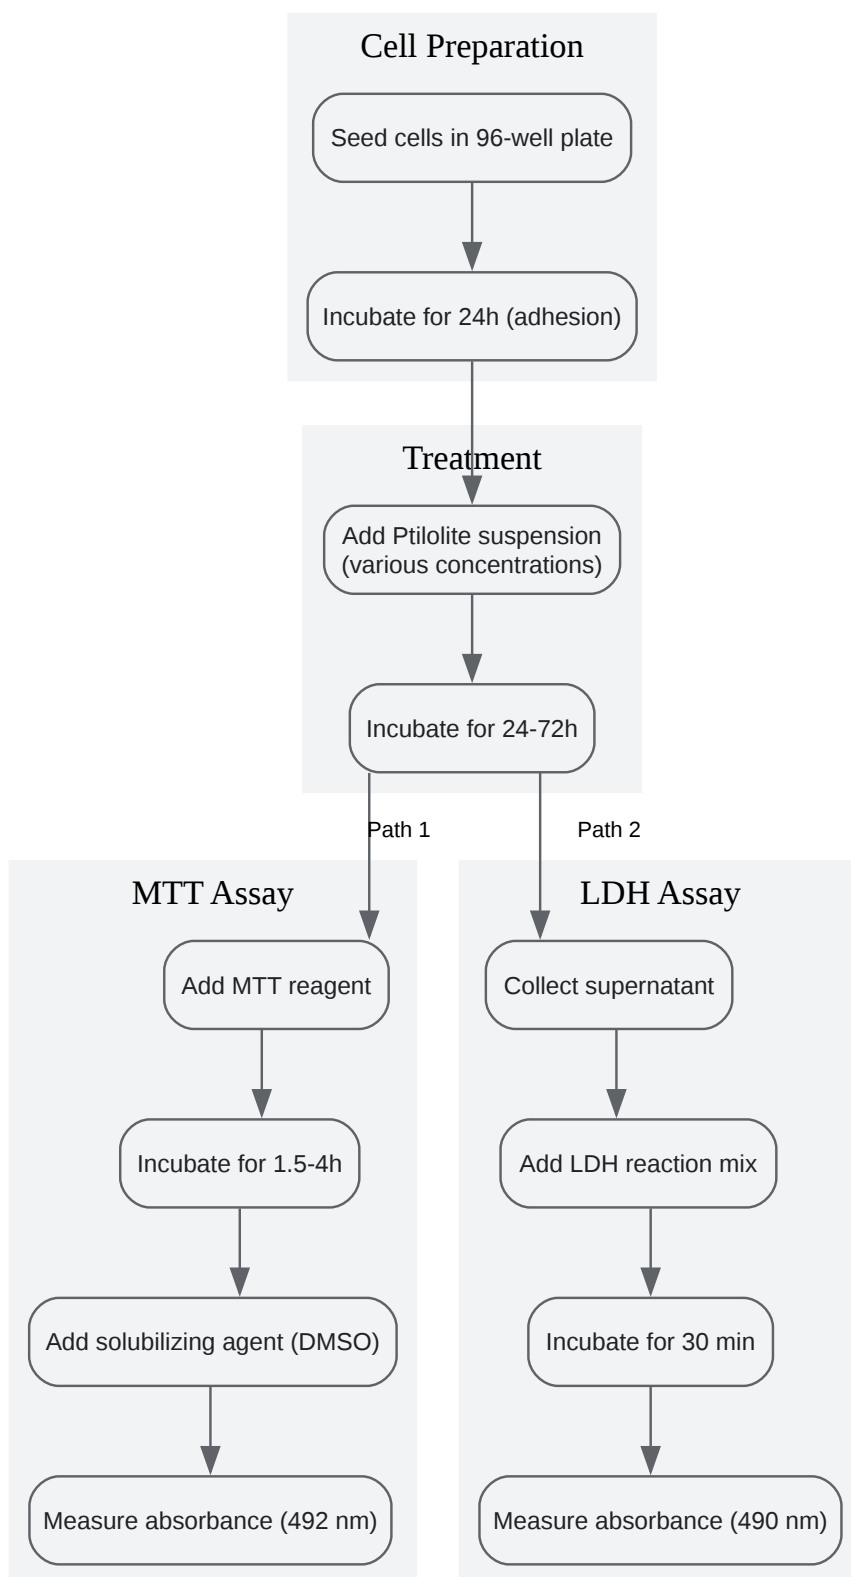 Cell Preparation
Seed cells in 96-well plate
Incubate for 24h (adhesion)
Treatment
Add Ptilolite suspension
(various concentrations)
Incubate for 24-72h
Path 1
Path 2
MTT Assay
Add MTT reagent
Incubate for 1.5-4h
Add solubilizing agent (DMSO)
Measure absorbance (492 nm)
LDH Assay
Collect supernatant
Add LDH reaction mix
Incubate for 30 min
Measure absorbance (490 nm)